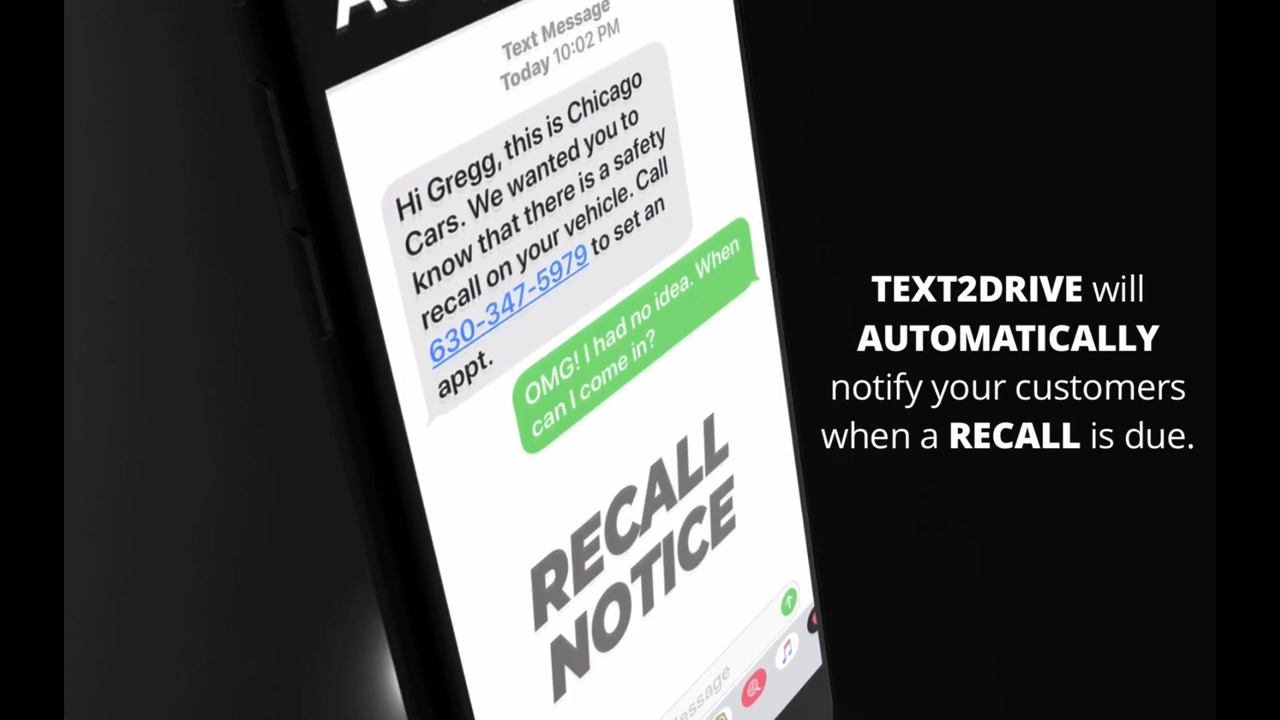 Text Message
Today 10:02 PM
Hi Gregg, this is Chicago
Cars. We wanted you to
know that there is a safety
recall on your vehicle. Call
630-347-5979 to set an
appt.
OMG! I had no idea. When
can I come in?
RECALL
NOTICE
TEXT2DRIVE will
AUTOMATICALLY
notify your customers
when a RECALL is due.